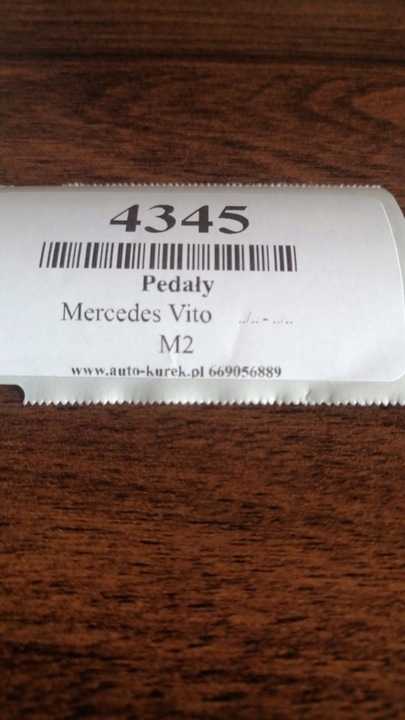 4345
Pedały
Mercedes Vito ../.. - ../..
M2
www.auto-kurek.pl 669056889